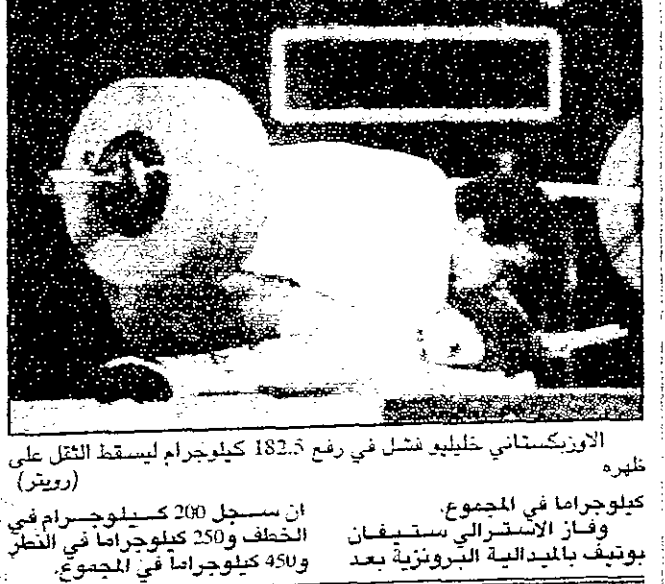 الاوزبكستاني خليليو فشل في رفع 182.5 كيلوجرام ليسقط الثقل على
ظهره
(رويتر)
كيلوجراما في المجموع.
وفاز الاسترالي ستيفان
بوتيف بالميدالية البرونزية بعد
ان سجل 200 كيلوجرام في
الخطف و250 كيلوجراما في النطر
و450 كيلوجراما في المجموع.